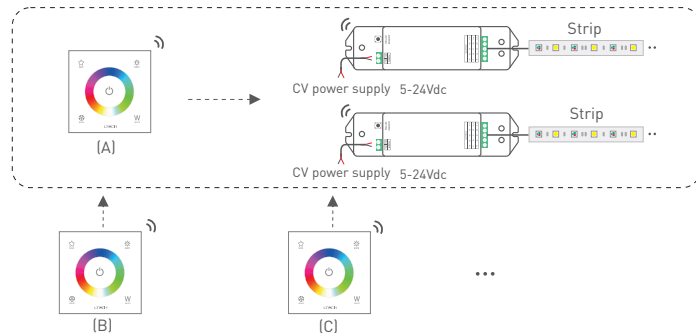 Strip
CV power supply 5-24Vdc
W
(A)
Strip
CV power supply 5-24Vdc
W
(B)
W
(C)